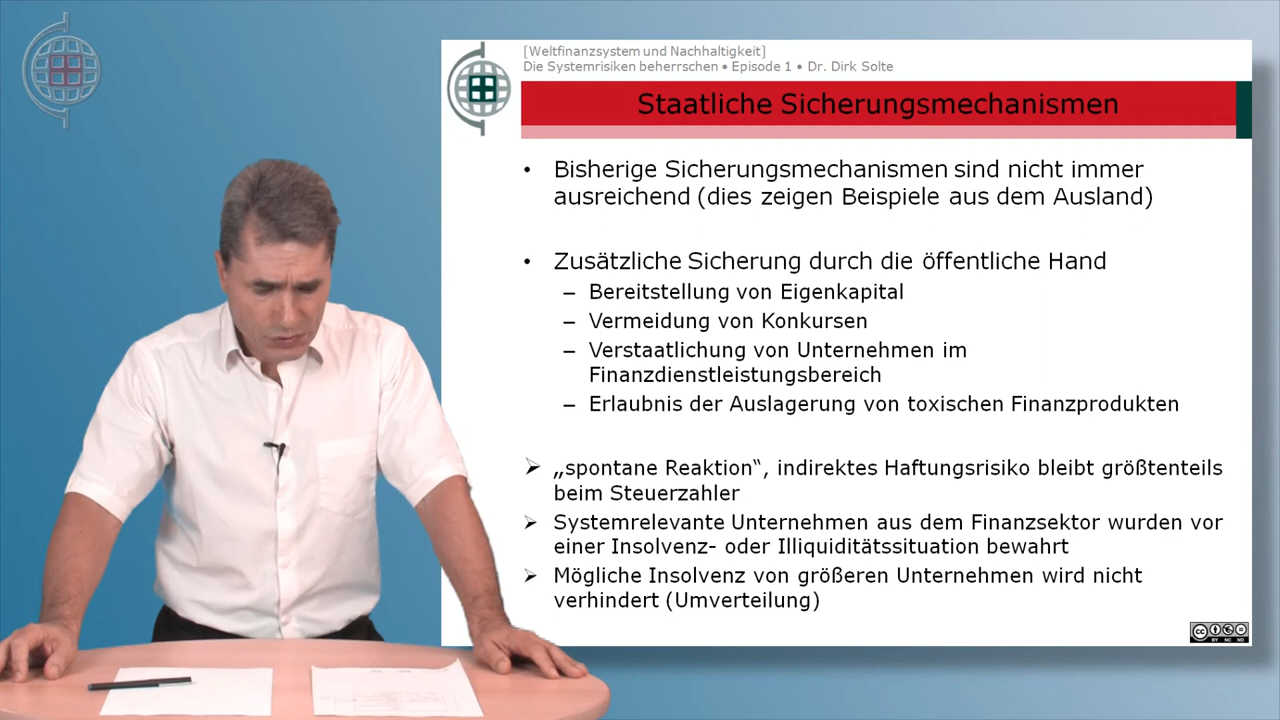 [Weltfinanzsystem und Nachhaltigkeit]
Die Systemrisiken beherrschen • Episode 1 • Dr. Dirk Solte
Staatliche Sicherungsmechanismen
• Bisherige Sicherungsmechanismen sind nicht immer
ausreichend (dies zeigen Beispiele aus dem Ausland)
• Zusätzliche Sicherung durch die öffentliche Hand
– Bereitstellung von Eigenkapital
– Vermeidung von Konkursen
– Verstaatlichung von Unternehmen im
Finanzdienstleistungsbereich
– Erlaubnis der Auslagerung von toxischen Finanzprodukten
➢ „spontane Reaktion“, indirektes Haftungsrisiko bleibt größtenteils
beim Steuerzahler
➢ Systemrelevante Unternehmen aus dem Finanzsektor wurden vor
einer Insolvenz- oder Illiquiditätssituation bewahrt
➢ Mögliche Insolvenz von größeren Unternehmen wird nicht
verhindert (Umverteilung)
cc
BY NC ND